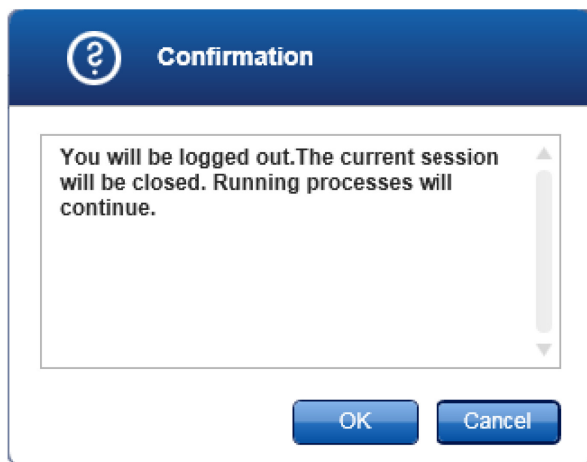 Confirmation
You will be logged out.The current session
will be closed. Running processes will
continue.
OK
Cancel